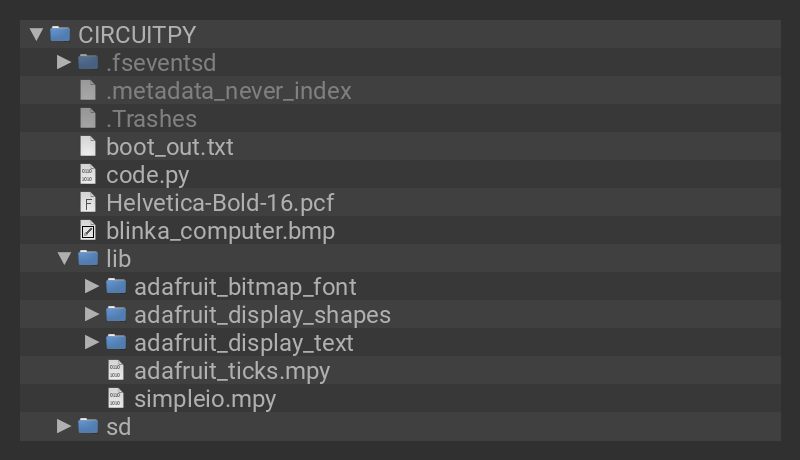 CIRCUITPY
.fseventsd
.metadata_never_index
.Trashes
boot_out.txt
code.py
Helvetica-Bold-16.pcf
blinka_computer.bmp
lib
adafruit_bitmap_font
adafruit_display_shapes
adafruit_display_text
adafruit_ticks.mpy
simpleio.mpy
sd